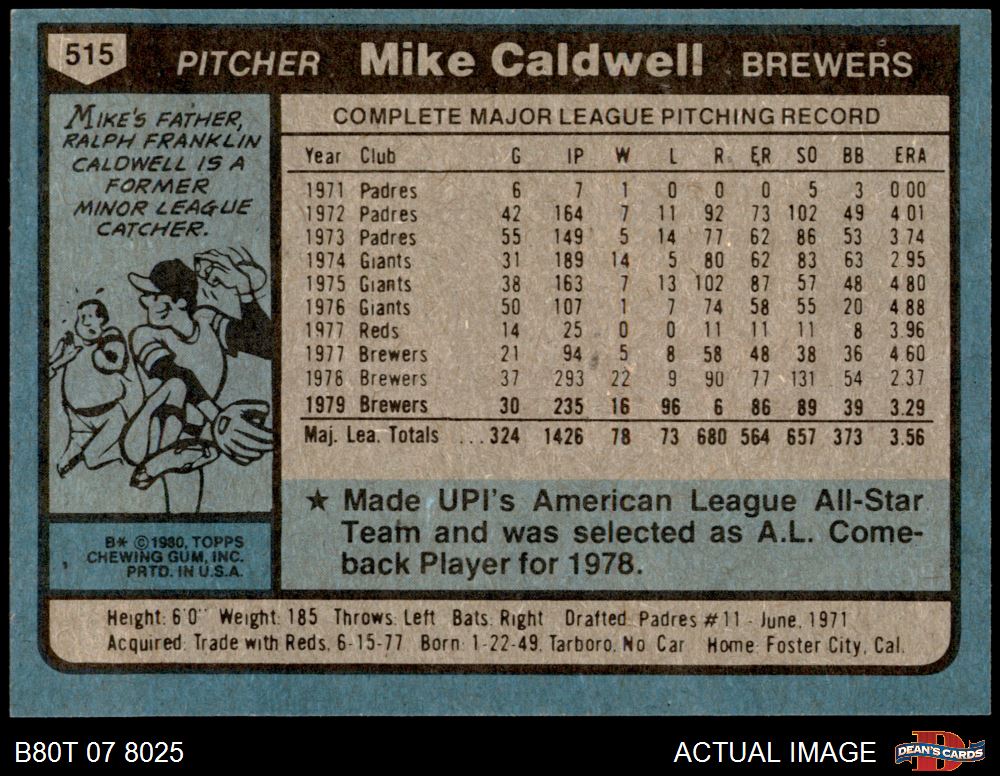 515 PITCHER Mike Caldwell BREWERS
MIKE'S FATHER,
RALPH FRANKLIN
CALDWELL IS A
FORMER
MINOR LEAGUE
CATCHER.
COMPLETE MAJOR LEAGUE PITCHING RECORD
Year Club G IP W L R. ER SO BB ERA
1971 Padres 6 7 1 0 0 0 5 3 0.00
1972 Padres 42 164 7 11 92 73 102 49 4.01
1973 Padres 55 149 5 14 77 62 86 53 3.74
1974 Giants 31 189 14 5 80 62 83 63 2.95
1975 Giants 38 163 7 13 102 87 57 48 4.80
1976 Giants 50 107 1 7 74 58 55 20 4.88
1977 Reds 14 25 0 0 11 11 11 8 3.96
1977 Brewers 21 94 5 8 58 48 38 36 4.60
1978 Brewers 37 293 22 9 90 77 131 54 2.37
1979 Brewers 30 235 16 96 6 86 89 39 3.29
Maj. Lea. Totals ...324 1426 78 73 680 564 657 373 3.56
★ Made UPI's American League All-Star
Team and was selected as A.L. Come-
back Player for 1978.
B* ©1980, TOPPS
CHEWING GUM, INC.
PRTD. IN U.S.A.
Height: 6'0" Weight: 185 Throws: Left Bats: Right Drafted: Padres #11 - June, 1971
Acquired: Trade with Reds, 6-15-77 Born: 1-22-49, Tarboro, No. Car. Home: Foster City, Cal.
B80T 07 8025
ACTUAL IMAGE
D
DEAN'S CARDS